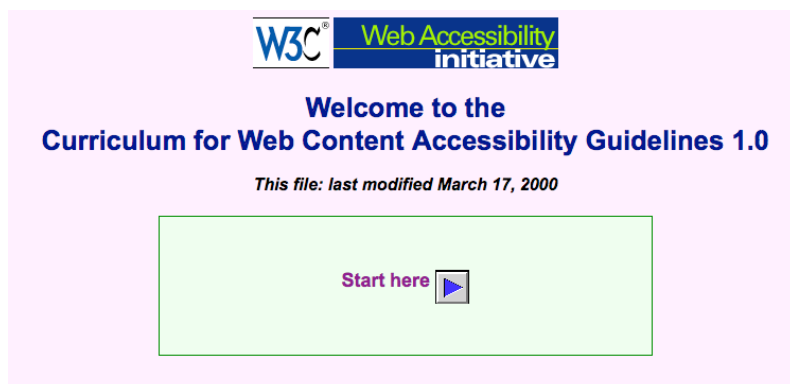 W3C®
Web Accessibility
initiative
Welcome to the
Curriculum for Web Content Accessibility Guidelines 1.0
This file: last modified March 17, 2000
Start here